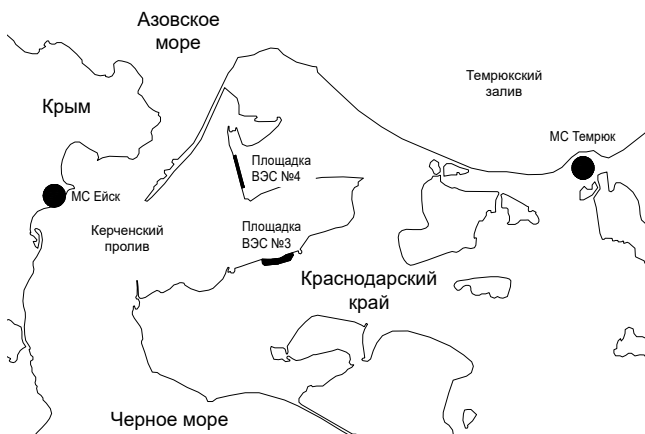 Азовское
море
Темрюкский
залив
Крым
МС Темрюк
Площадка
ВЭС №4
МС Ейск
Площадка
ВЭС №3
Керченский
пролив
Краснодарский
край
Черное море